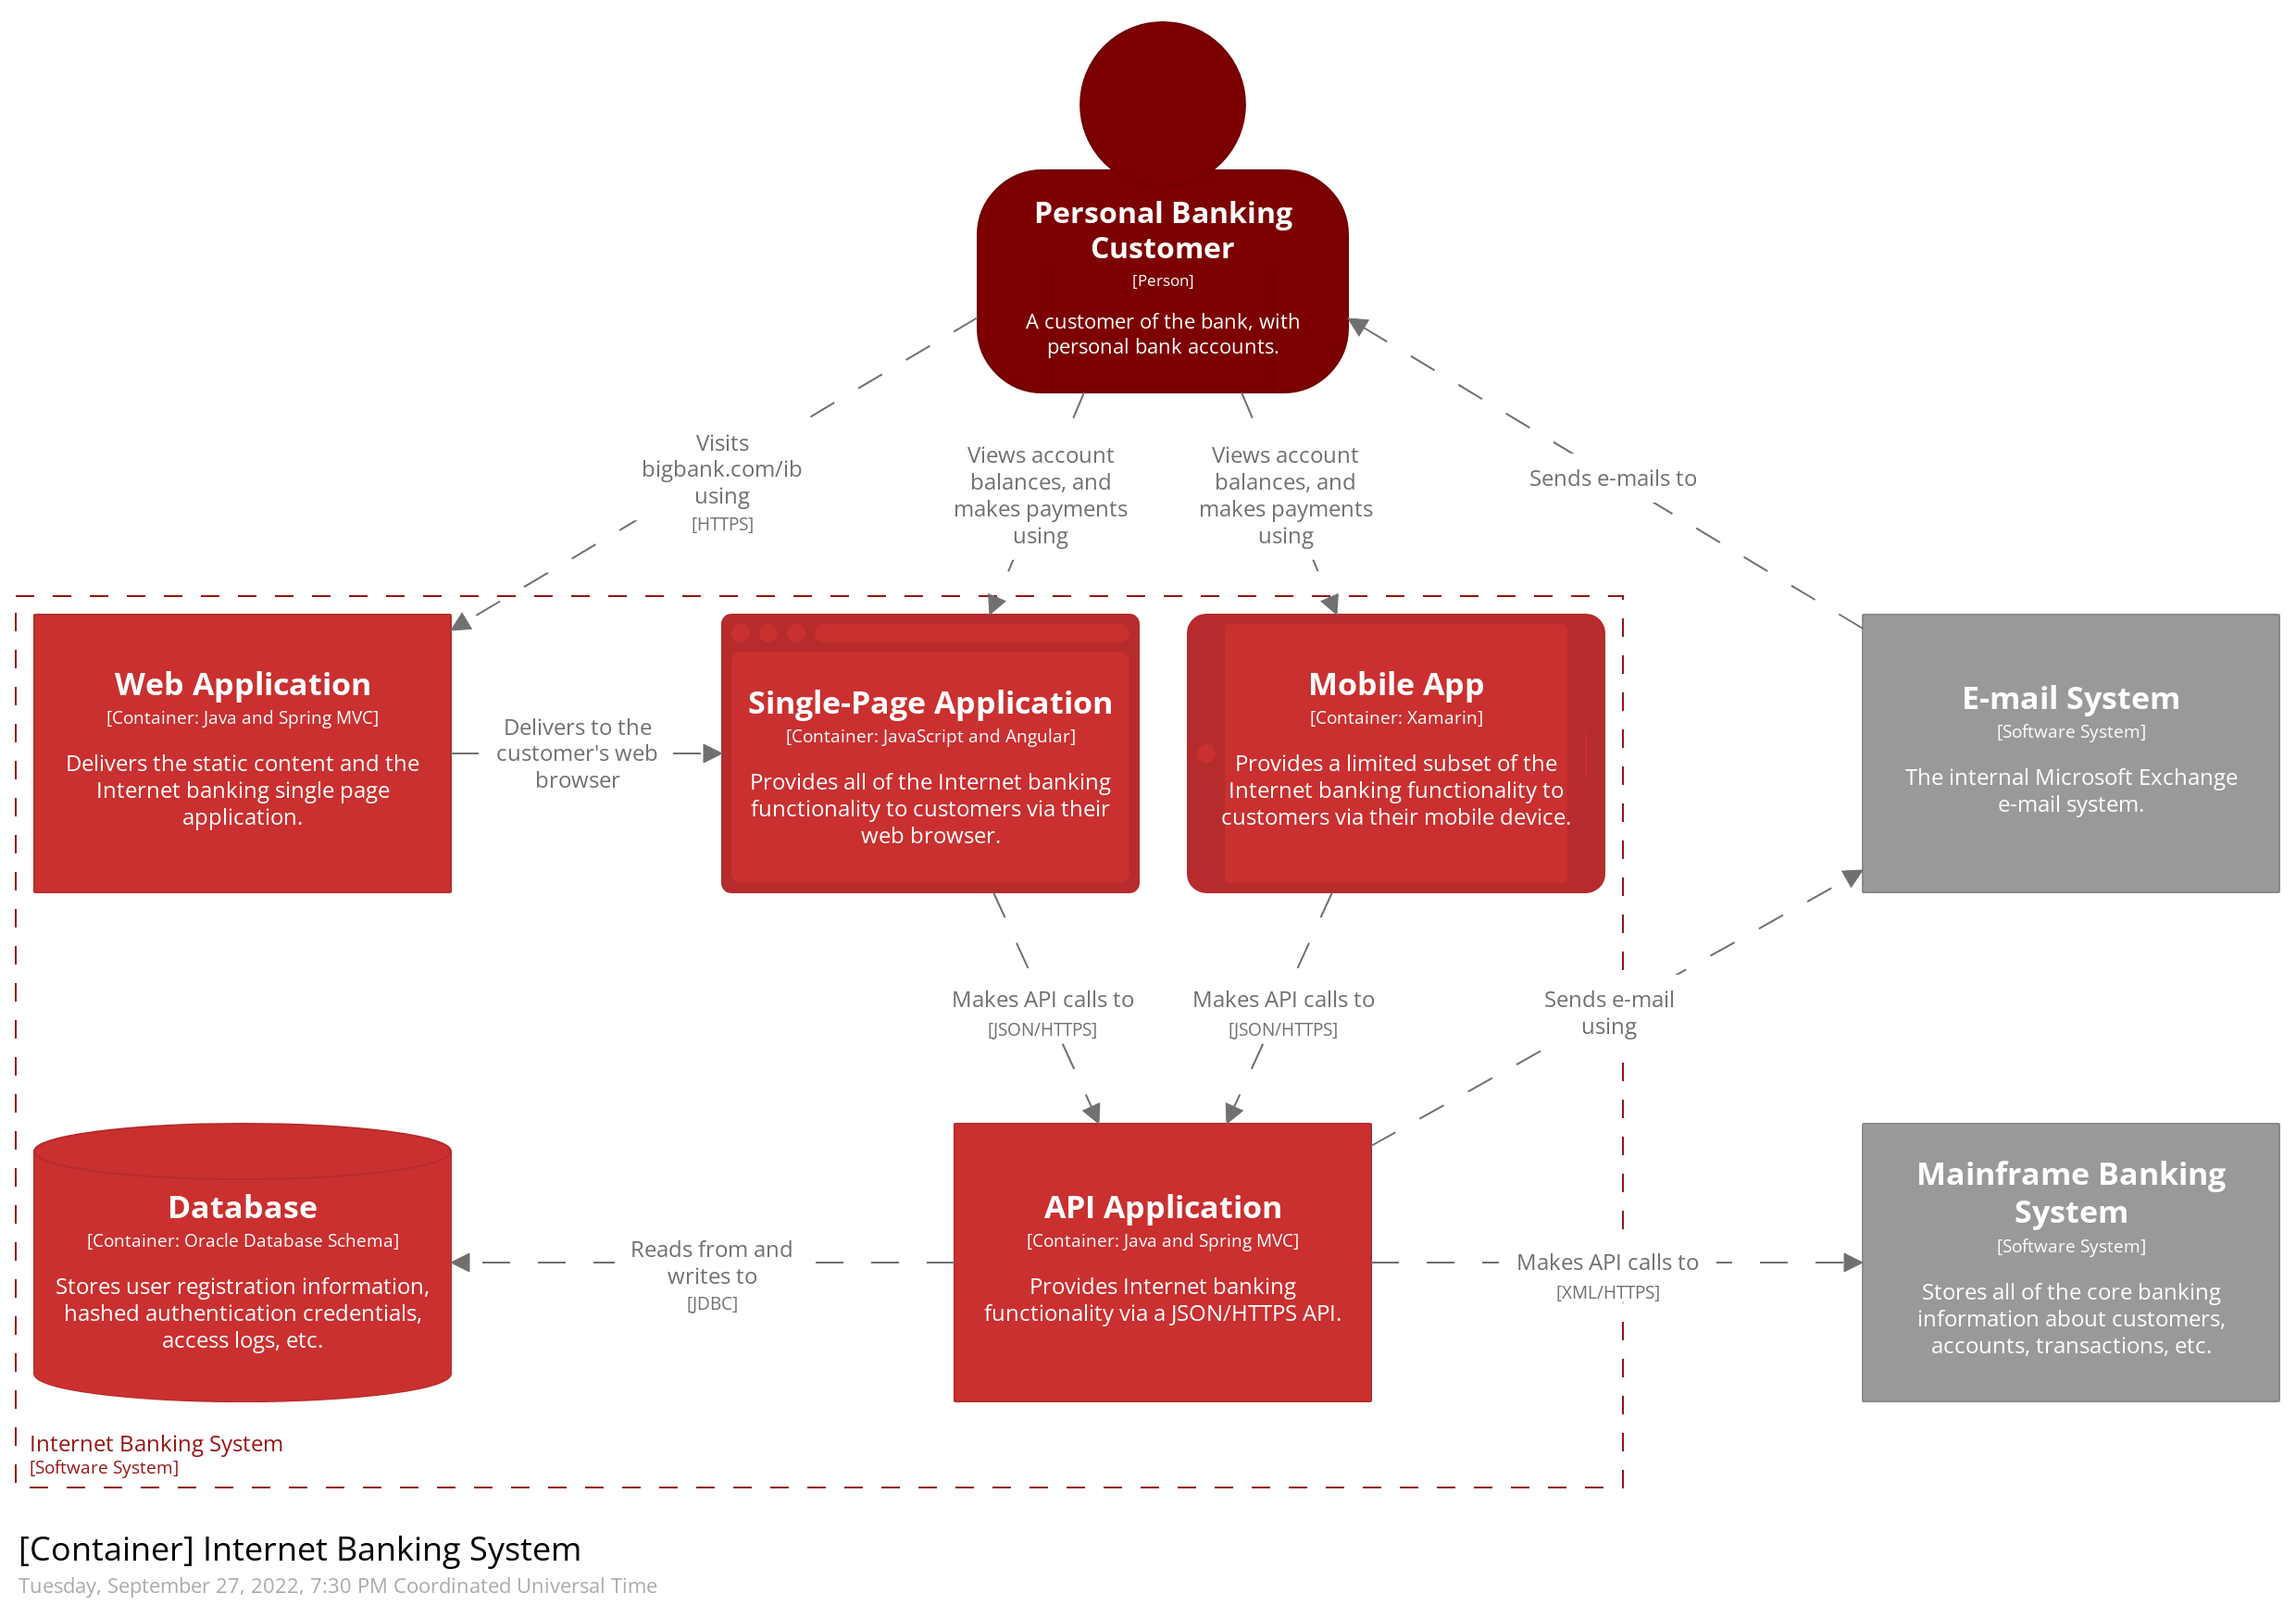 Personal Banking
Customer
[Person]
A customer of the bank, with
personal bank accounts.
Visits
bigbank.com/ib
using
[HTTPS]
Views account
balances, and
makes payments
using
Views account
balances, and
makes payments
using
Sends e-mails to
Web Application
[Container: Java and Spring MVC]
Delivers the static content and the
Internet banking single page
application.
Delivers to the
customer's web
browser
Single-Page Application
[Container: JavaScript and Angular]
Provides all of the Internet banking
functionality to customers via their
web browser.
Mobile App
[Container: Xamarin]
Provides a limited subset of the
Internet banking functionality to
customers via their mobile device.
E-mail System
[Software System]
The internal Microsoft Exchange
e-mail system.
Makes API calls to
[JSON/HTTPS]
Makes API calls to
[JSON/HTTPS]
Sends e-mail
using
Database
[Container: Oracle Database Schema]
Stores user registration information,
hashed authentication credentials,
access logs, etc.
Reads from and
writes to
[JDBC]
API Application
[Container: Java and Spring MVC]
Provides Internet banking
functionality via a JSON/HTTPS API.
Makes API calls to
[XML/HTTPS]
Mainframe Banking
System
[Software System]
Stores all of the core banking
information about customers,
accounts, transactions, etc.
Internet Banking System
[Software System]
[Container] Internet Banking System
Tuesday, September 27, 2022, 7:30 PM Coordinated Universal Time